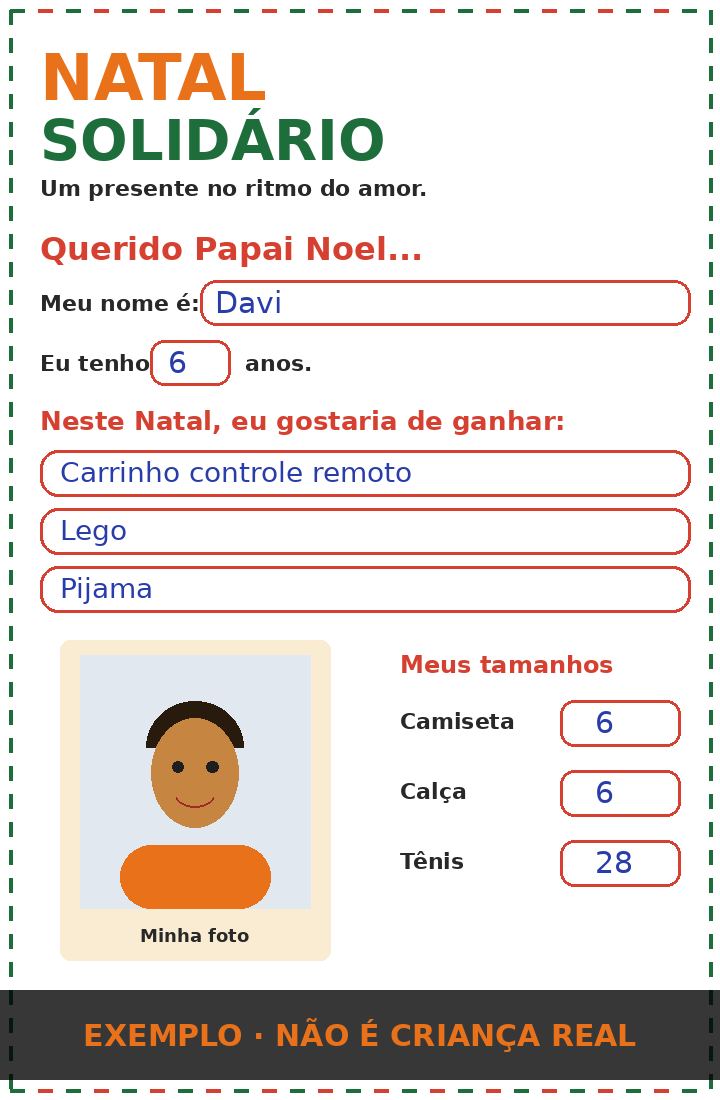 NATAL
SOLIDÁRIO
Um presente no ritmo do amor.
Querido Papai Noel...
Meu nome é: Davi
Eu tenho 6 anos.
Neste Natal, eu gostaria de ganhar:
Carrinho controle remoto
Lego
Pijama
Meus tamanhos
Camiseta 6
Calça 6
Tênis 28
Minha foto
EXEMPLO · NÃO É CRIANÇA REAL